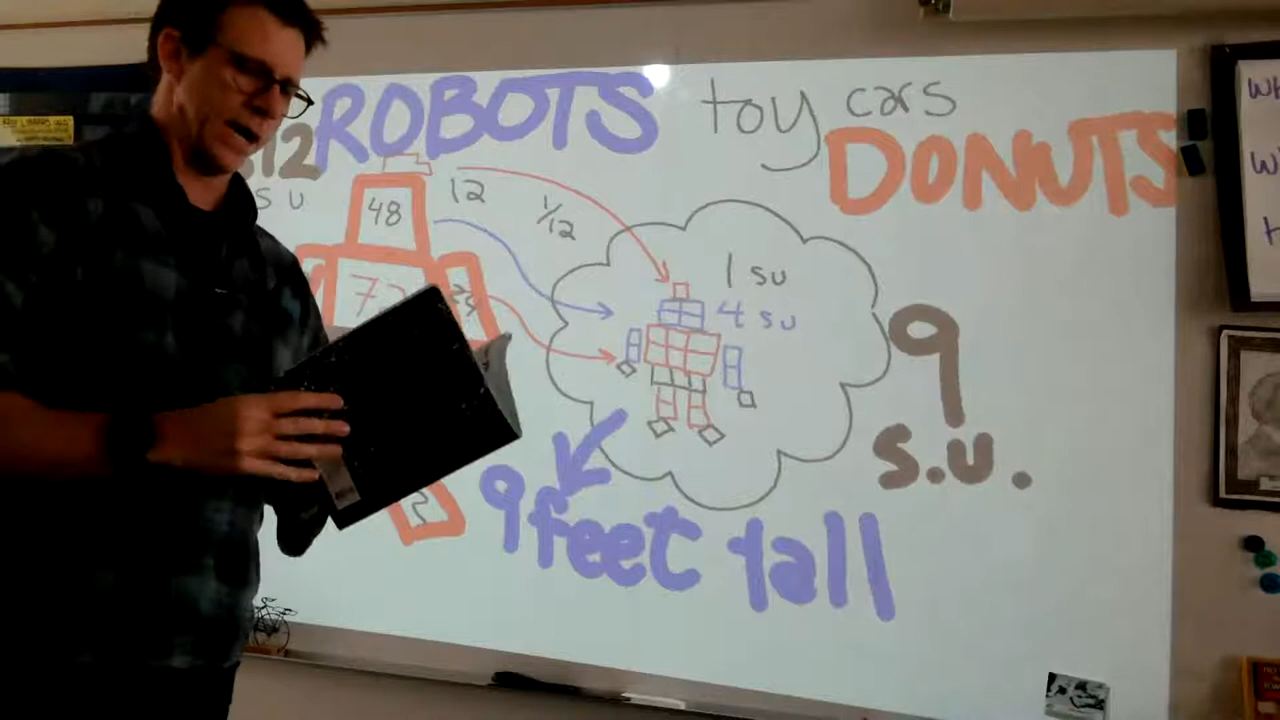 ROBOTS
toy cars
DONUTS
12
S U
48
12
1/12
1 SU
4 SU
9
S.U.
9 feet tall